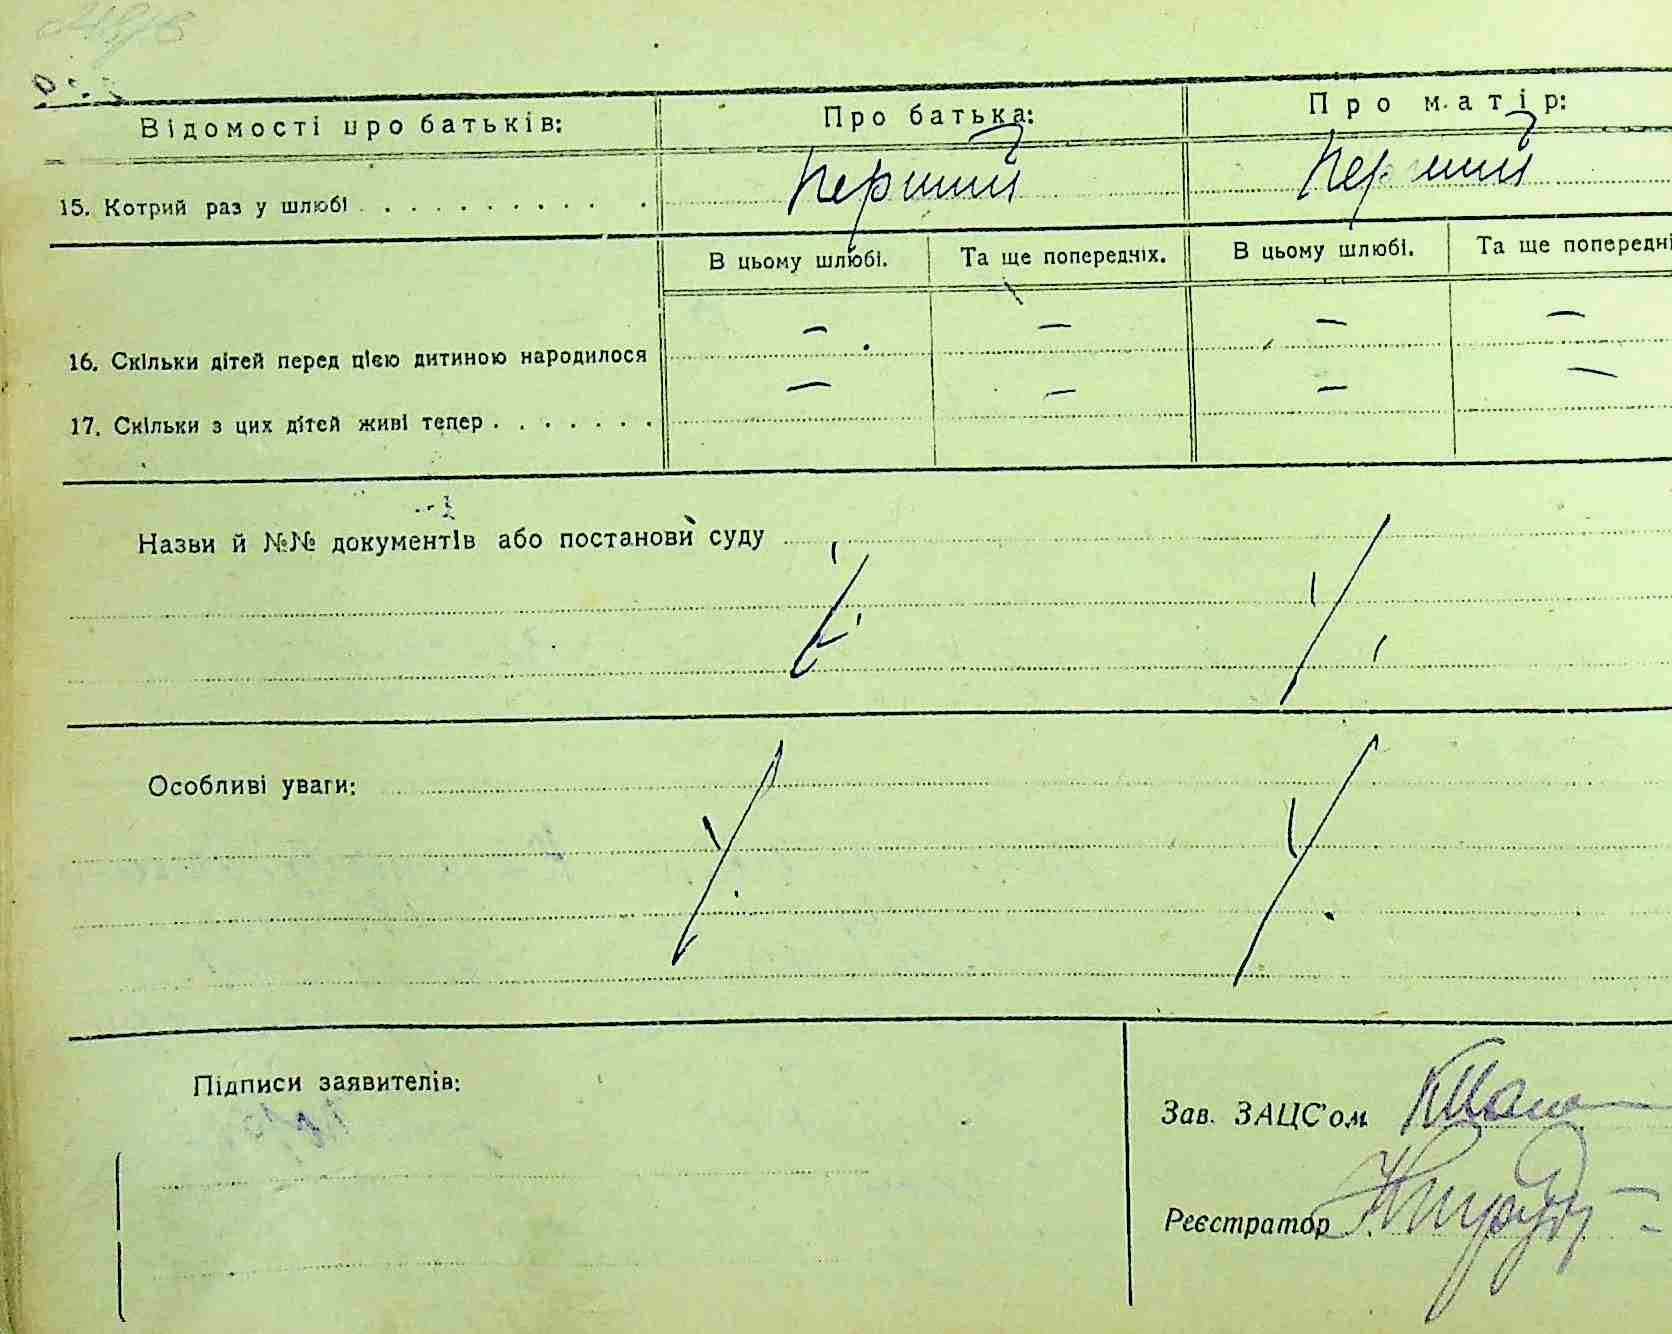 Відомості про батьків: Про батька: Про матір:
15. Котрий раз у шлюбі . . . . . . . . . . Перший Перший
В цьому шлюбі. Та ще попередніх. В цьому шлюбі. Та ще попередні
16. Скільки дітей перед цією дитиною народилося — — — —
17. Скільки з цих дітей живі тепер . . . . . . . — — — —
Назви й №№ документів або постанови суду
Особливі уваги:
Підписи заявителів:
Зав. ЗАЦС'ом
Реєстратор